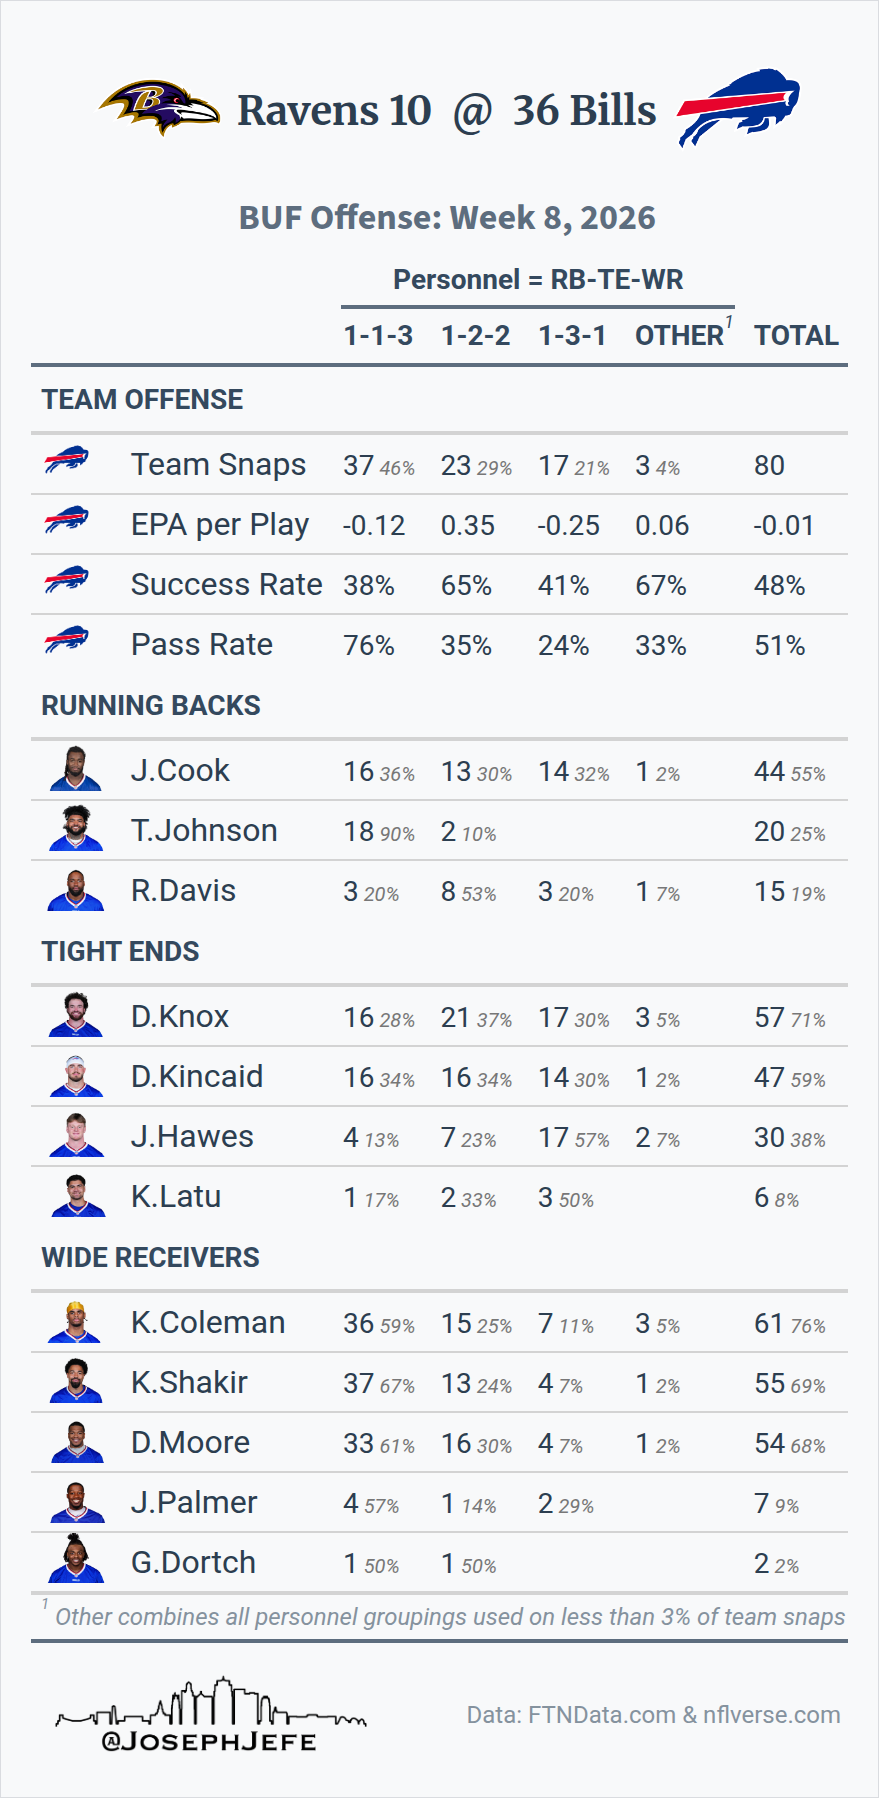 Ravens 10 @ 36 Bills
BUF Offense: Week 8, 2026
Personnel = RB-TE-WR
1-1-3 1-2-2 1-3-1 OTHER1 TOTAL
TEAM OFFENSE
Team Snaps 37 46% 23 29% 17 21% 3 4% 80
EPA per Play -0.12 0.35 -0.25 0.06 -0.01
Success Rate 38% 65% 41% 67% 48%
Pass Rate 76% 35% 24% 33% 51%
RUNNING BACKS
J.Cook 16 36% 13 30% 14 32% 1 2% 44 55%
T.Johnson 18 90% 2 10% 20 25%
R.Davis 3 20% 8 53% 3 20% 1 7% 15 19%
TIGHT ENDS
D.Knox 16 28% 21 37% 17 30% 3 5% 57 71%
D.Kincaid 16 34% 16 34% 14 30% 1 2% 47 59%
J.Hawes 4 13% 7 23% 17 57% 2 7% 30 38%
K.Latu 1 17% 2 33% 3 50% 6 8%
WIDE RECEIVERS
K.Coleman 36 59% 15 25% 7 11% 3 5% 61 76%
K.Shakir 37 67% 13 24% 4 7% 1 2% 55 69%
D.Moore 33 61% 16 30% 4 7% 1 2% 54 68%
J.Palmer 4 57% 1 14% 2 29% 7 9%
G.Dortch 1 50% 1 50% 2 2%
1 Other combines all personnel groupings used on less than 3% of team snaps
@JOSEPHJEFE
Data: FTNData.com & nflverse.com